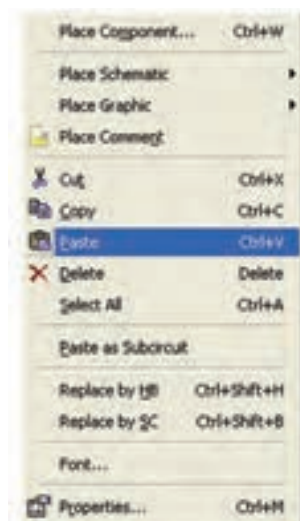 Place Component... Ctrl+W
Place Schematic
Place Graphic
Place Comment
Cut Ctrl+X
Copy Ctrl+C
Paste Ctrl+V
Delete Delete
Select All Ctrl+A
Paste as Subcircuit
Replace by HB Ctrl+Shift+H
Replace by SC Ctrl+Shift+B
Font...
Properties... Ctrl+M